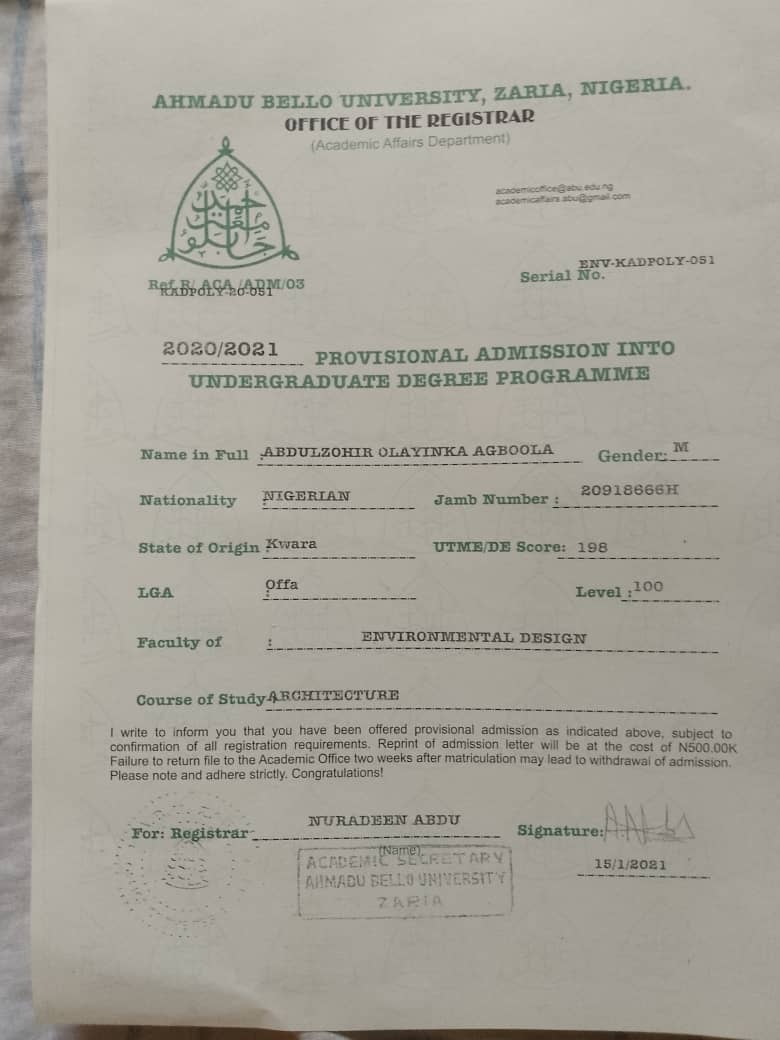 AHMADU BELLO UNIVERSITY, ZARIA, NIGERIA.
OFFICE OF THE REGISTRAR
(Academic Affairs Department)
academicoffice@abu.edu.ng
academicaffairs.abu@gmail.com
Ref R/ ACA /ADM/03
KADPOLY-20-051
Serial No. ENV-KADPOLY-051
2020/2021 PROVISIONAL ADMISSION INTO
UNDERGRADUATE DEGREE PROGRAMME
Name in Full : ABDULZOHIR OLAYINKA AGBOOLA Gender: M
Nationality : NIGERIAN Jamb Number : 20918666H
State of Origin : Kwara UTME/DE Score: 198
LGA : Offa Level : 100
Faculty of : ENVIRONMENTAL DESIGN
Course of Study ARCHITECTURE
I write to inform you that you have been offered provisional admission as indicated above, subject to
confirmation of all registration requirements. Reprint of admission letter will be at the cost of N500.00K
Failure to return file to the Academic Office two weeks after matriculation may lead to withdrawal of admission.
Please note and adhere strictly. Congratulations!
For: Registrar NURADEEN ABDU Signature:
(Name)
ACADEMIC SECRETARY
AHMADU BELLO UNIVERSITY
ZARIA
15/1/2021